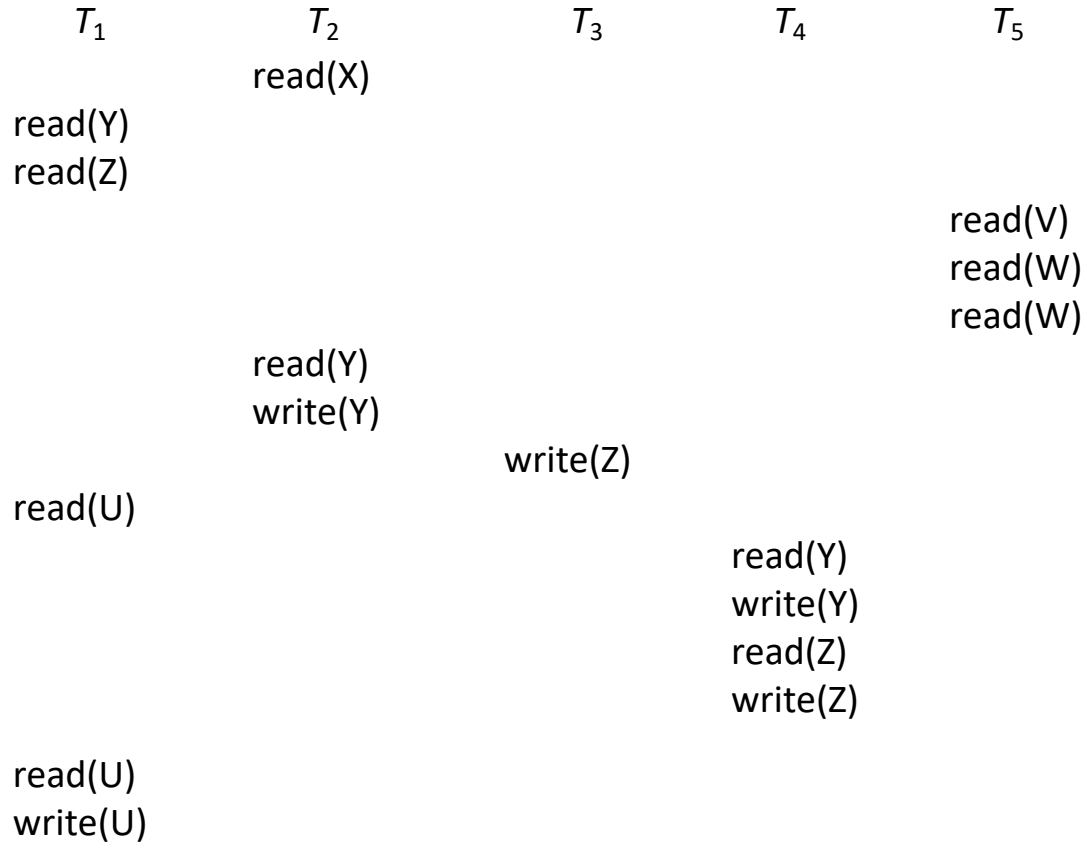 T₁ T₂ T₃ T₄ T₅
read(X)
read(Y)
read(Z)
read(V)
read(W)
read(W)
read(Y)
write(Y)
write(Z)
read(U)
read(Y)
write(Y)
read(Z)
write(Z)
read(U)
write(U)